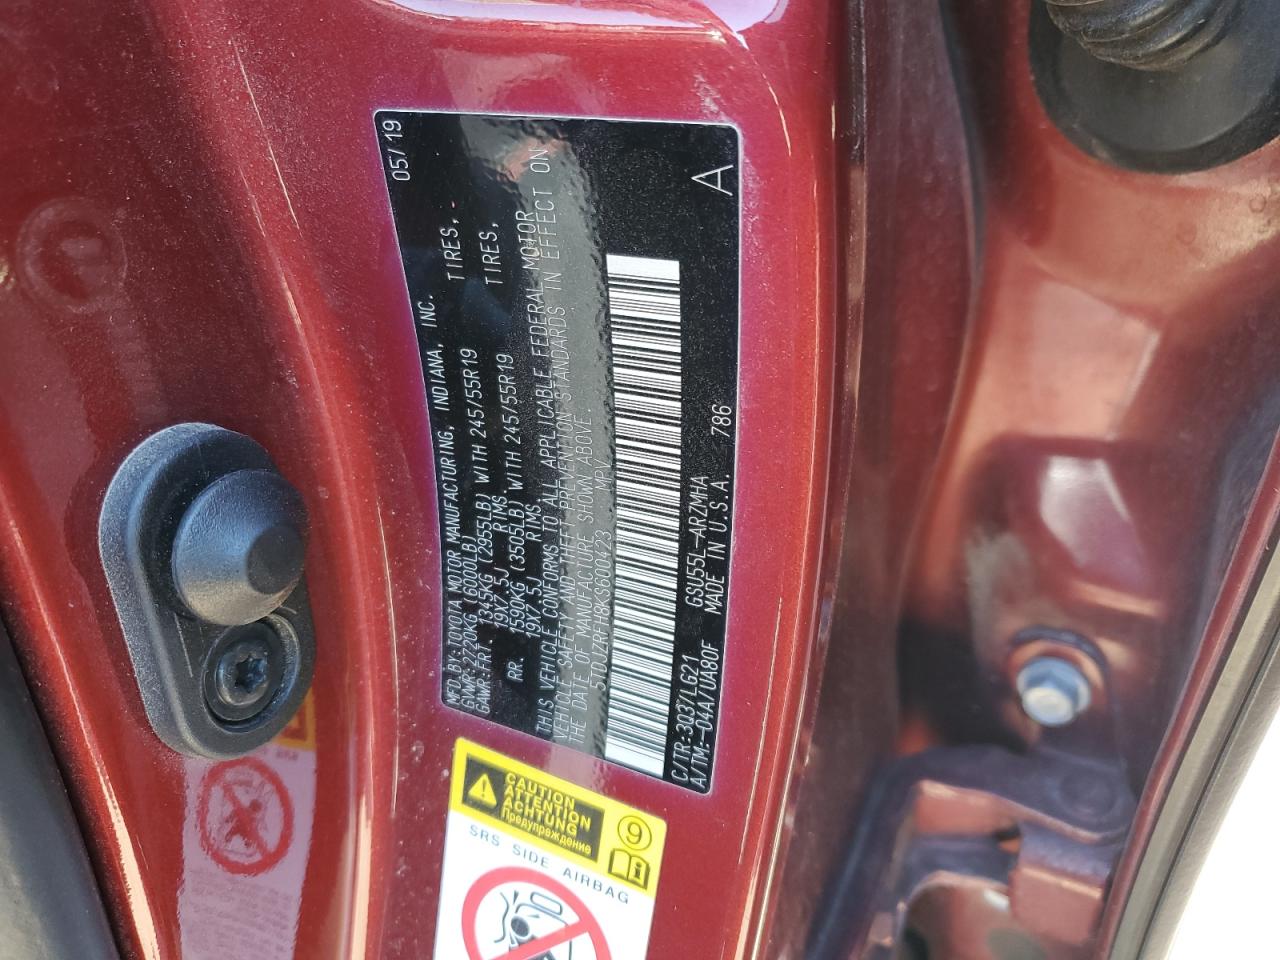 MFD.BY:TOYOTA MOTOR MANUFACTURING, INDIANA, INC. 05/19
GVWR:2720KG(6000LB)
GAWR:FRT. 1345KG (2955LB) WITH 245/55R19 TIRES,
19X7.5J RIMS
RR. 1590KG (3505LB) WITH 245/55R19 TIRES,
19X7.5J RIMS
THIS VEHICLE CONFORMS TO ALL APPLICABLE FEDERAL MOTOR
VEHICLE SAFETY AND THEFT PREVENTION STANDARDS IN EFFECT ON
THE DATE OF MANUFACTURE SHOWN ABOVE.
5TDJZRFH8KS600423 MPV
C/TR:3Q37/LG21 GSU55L-ARZMHA
A/TM:-04A/UA80F MADE IN U.S.A. 786 A
CAUTION
ATTENTION
ACHTUNG
Предупреждение
9
i
SRS SIDE AIRBAG